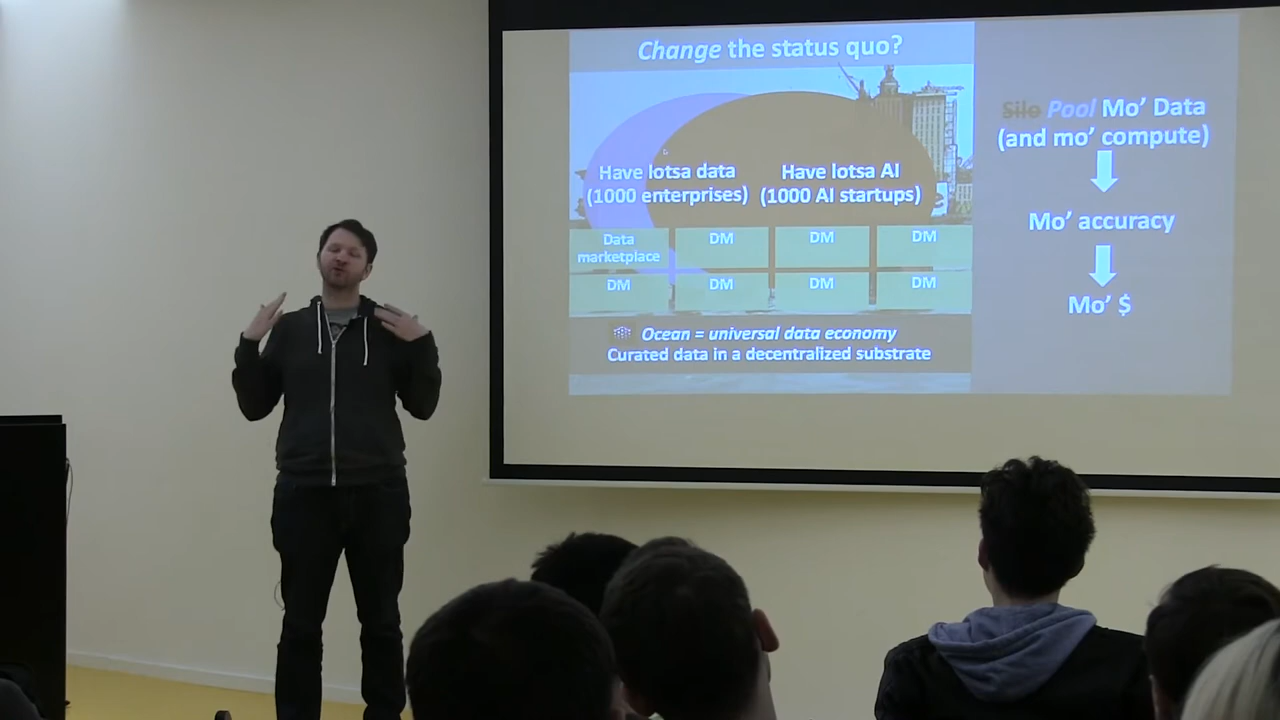 Change the status quo?
Have lotsa data
(1000 enterprises)
Have lotsa AI
(1000 AI startups)
Data
marketplace
DM
DM
DM
DM
DM
DM
DM
Ocean = universal data economy
Curated data in a decentralized substrate
Silo Pool Mo' Data
(and mo' compute)
Mo' accuracy
Mo' $